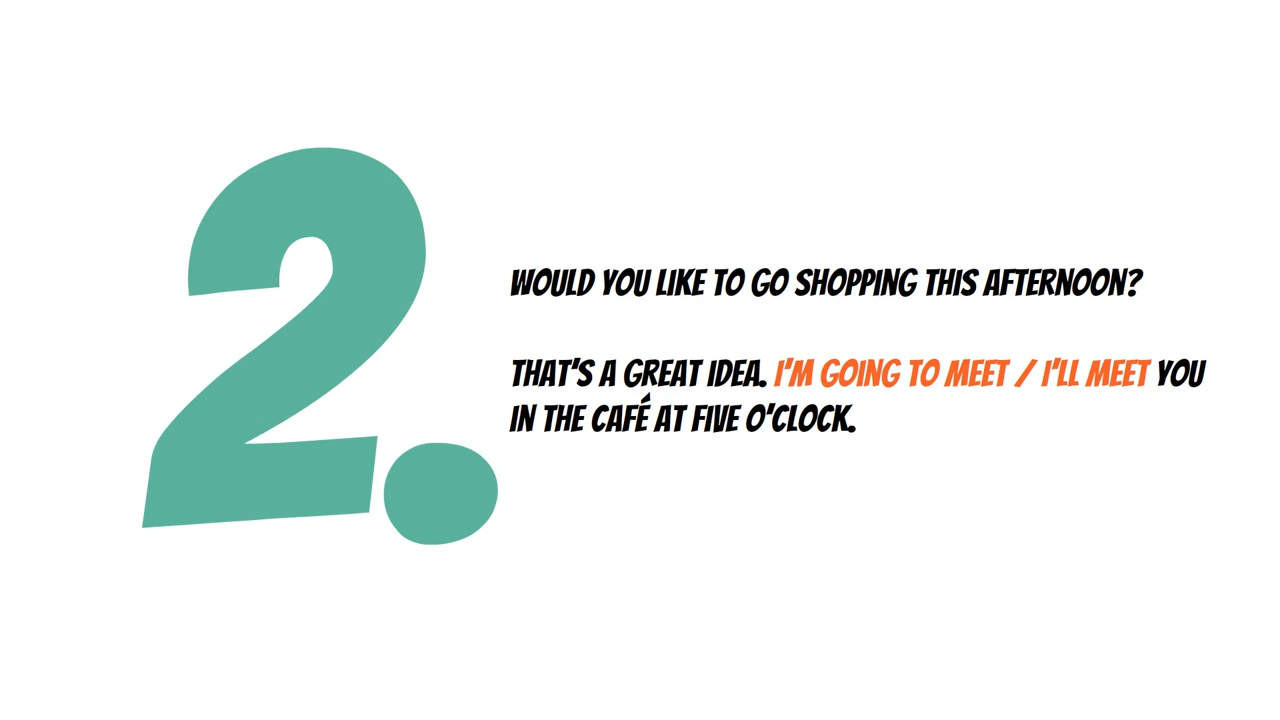 2.
WOULD YOU LIKE TO GO SHOPPING THIS AFTERNOON?
THAT'S A GREAT IDEA. I'M GOING TO MEET / I'LL MEET YOU
IN THE CAFÉ AT FIVE O'CLOCK.